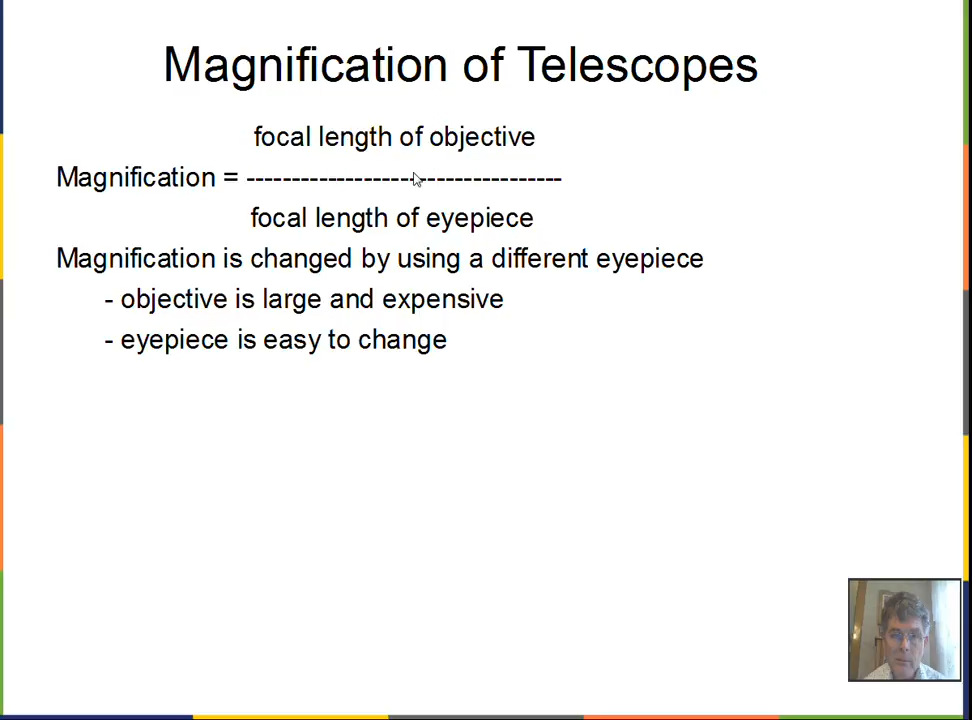 Magnification of Telescopes
focal length of objective
Magnification = -----------------------------------
focal length of eyepiece
Magnification is changed by using a different eyepiece
- objective is large and expensive
- eyepiece is easy to change